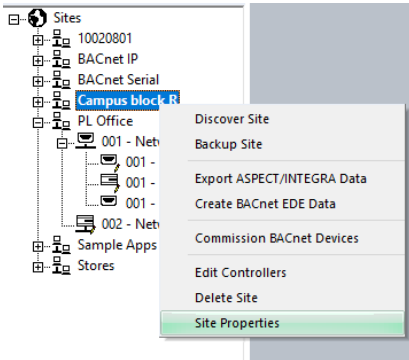 Sites
10020801
BACnet IP
BACnet Serial
Campus block R
PL Office
001 - Net
001 -
001 -
001 -
002 - Net
Sample Apps
Stores
Discover Site
Backup Site
Export ASPECT/INTEGRA Data
Create BACnet EDE Data
Commission BACnet Devices
Edit Controllers
Delete Site
Site Properties